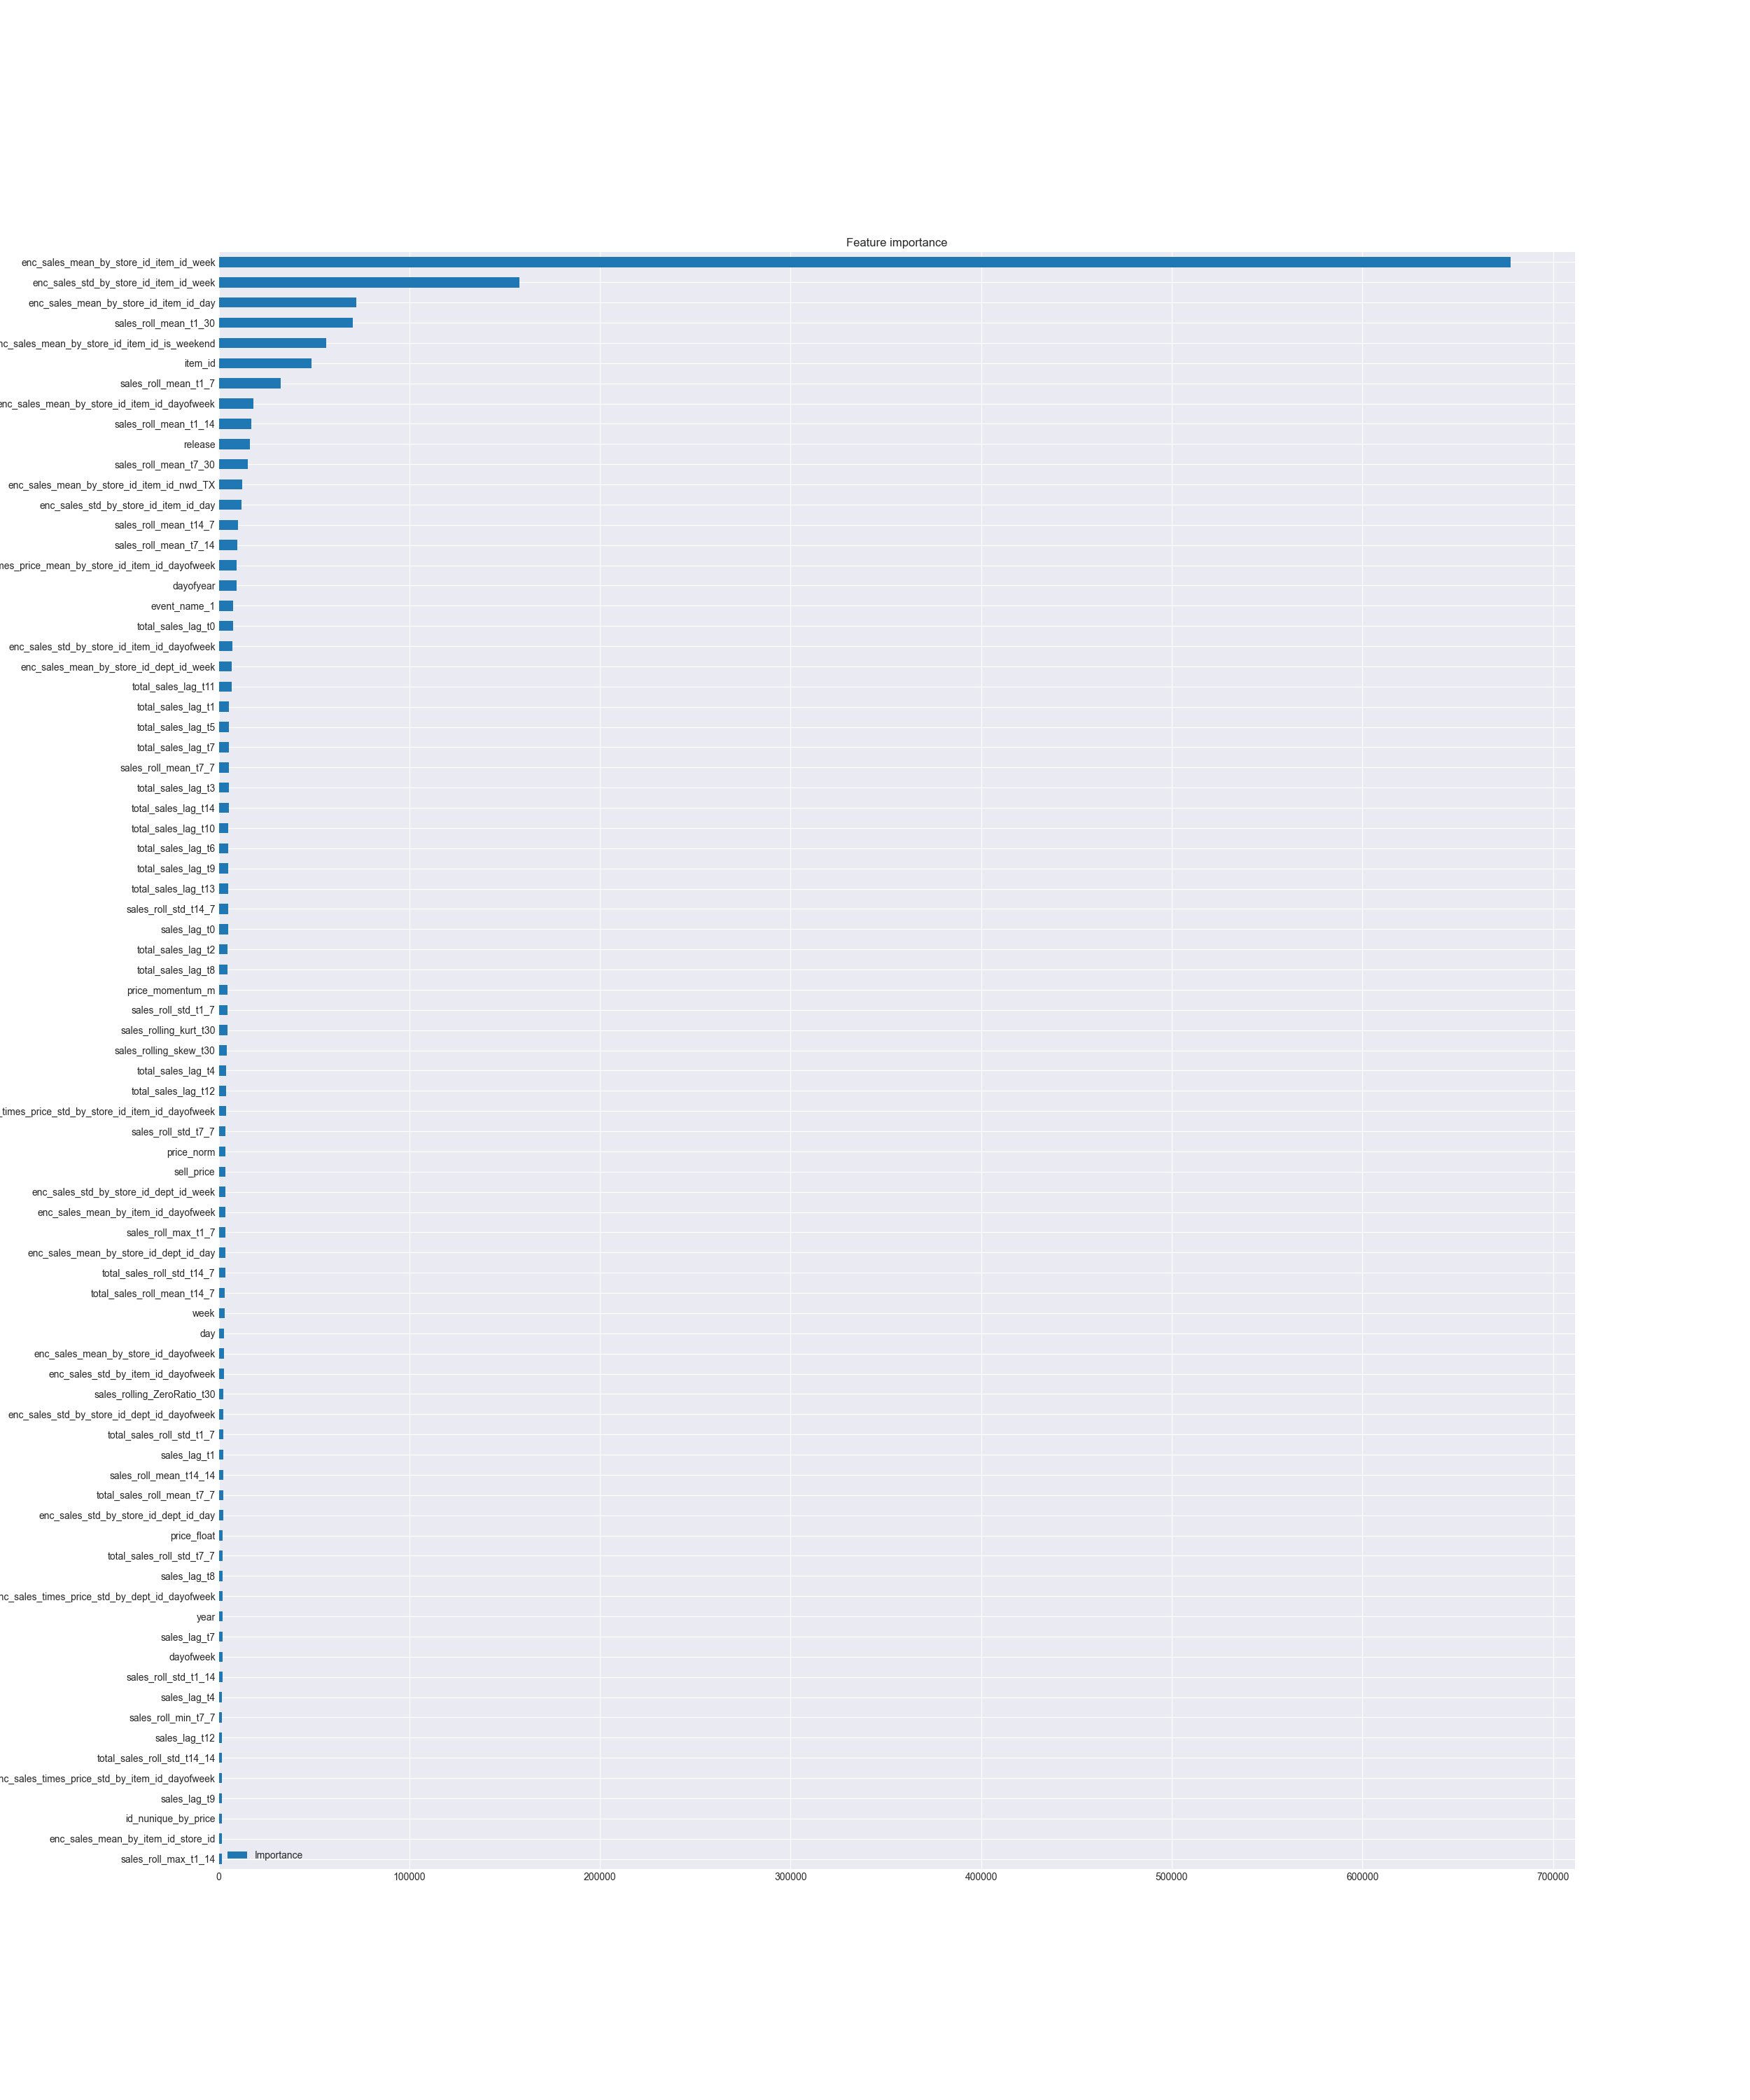 Feature importance
enc_sales_mean_by_store_id_item_id_week
enc_sales_std_by_store_id_item_id_week
enc_sales_mean_by_store_id_item_id_day
sales_roll_mean_t1_30
nc_sales_mean_by_store_id_item_id_is_weekend
item_id
sales_roll_mean_t1_7
enc_sales_mean_by_store_id_item_id_dayofweek
sales_roll_mean_t1_14
release
sales_roll_mean_t7_30
enc_sales_mean_by_store_id_item_id_nwd_TX
enc_sales_std_by_store_id_item_id_day
sales_roll_mean_t14_7
sales_roll_mean_t7_14
mes_price_mean_by_store_id_item_id_dayofweek
dayofyear
event_name_1
total_sales_lag_t0
enc_sales_std_by_store_id_item_id_dayofweek
enc_sales_mean_by_store_id_dept_id_week
total_sales_lag_t11
total_sales_lag_t1
total_sales_lag_t5
total_sales_lag_t7
sales_roll_mean_t7_7
total_sales_lag_t3
total_sales_lag_t14
total_sales_lag_t10
total_sales_lag_t6
total_sales_lag_t9
total_sales_lag_t13
sales_roll_std_t14_7
sales_lag_t0
total_sales_lag_t2
total_sales_lag_t8
price_momentum_m
sales_roll_std_t1_7
sales_rolling_kurt_t30
sales_rolling_skew_t30
total_sales_lag_t4
total_sales_lag_t12
_times_price_std_by_store_id_item_id_dayofweek
sales_roll_std_t7_7
price_norm
sell_price
enc_sales_std_by_store_id_dept_id_week
enc_sales_mean_by_item_id_dayofweek
sales_roll_max_t1_7
enc_sales_mean_by_store_id_dept_id_day
total_sales_roll_std_t14_7
total_sales_roll_mean_t14_7
week
day
enc_sales_mean_by_store_id_dayofweek
enc_sales_std_by_item_id_dayofweek
sales_rolling_ZeroRatio_t30
enc_sales_std_by_store_id_dept_id_dayofweek
total_sales_roll_std_t1_7
sales_lag_t1
sales_roll_mean_t14_14
total_sales_roll_mean_t7_7
enc_sales_std_by_store_id_dept_id_day
price_float
total_sales_roll_std_t7_7
sales_lag_t8
nc_sales_times_price_std_by_dept_id_dayofweek
year
sales_lag_t7
dayofweek
sales_roll_std_t1_14
sales_lag_t4
sales_roll_min_t7_7
sales_lag_t12
total_sales_roll_std_t14_14
nc_sales_times_price_std_by_item_id_dayofweek
sales_lag_t9
id_nunique_by_price
enc_sales_mean_by_item_id_store_id
sales_roll_max_t1_14
Importance
0 100000 200000 300000 400000 500000 600000 700000